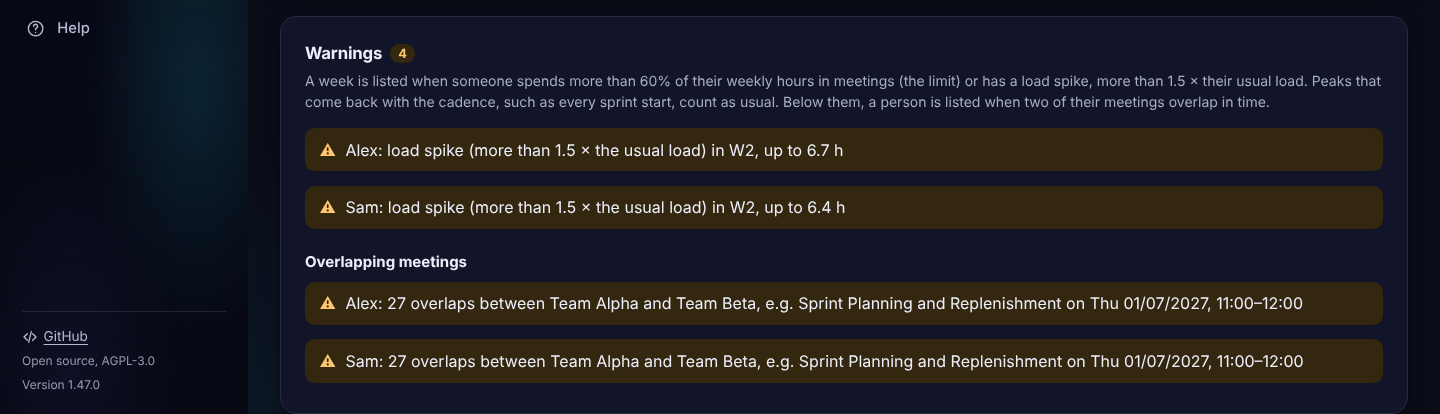 Help
Warnings 4
A week is listed when someone spends more than 60% of their weekly hours in meetings (the limit) or has a load spike, more than 1.5 × their usual load. Peaks that
come back with the cadence, such as every sprint start, count as usual. Below them, a person is listed when two of their meetings overlap in time.
Alex: load spike (more than 1.5 × the usual load) in W2, up to 6.7 h
Sam: load spike (more than 1.5 × the usual load) in W2, up to 6.4 h
Overlapping meetings
Alex: 27 overlaps between Team Alpha and Team Beta, e.g. Sprint Planning and Replenishment on Thu 01/07/2027, 11:00–12:00
Sam: 27 overlaps between Team Alpha and Team Beta, e.g. Sprint Planning and Replenishment on Thu 01/07/2027, 11:00–12:00
GitHub
Open source, AGPL-3.0
Version 1.47.0